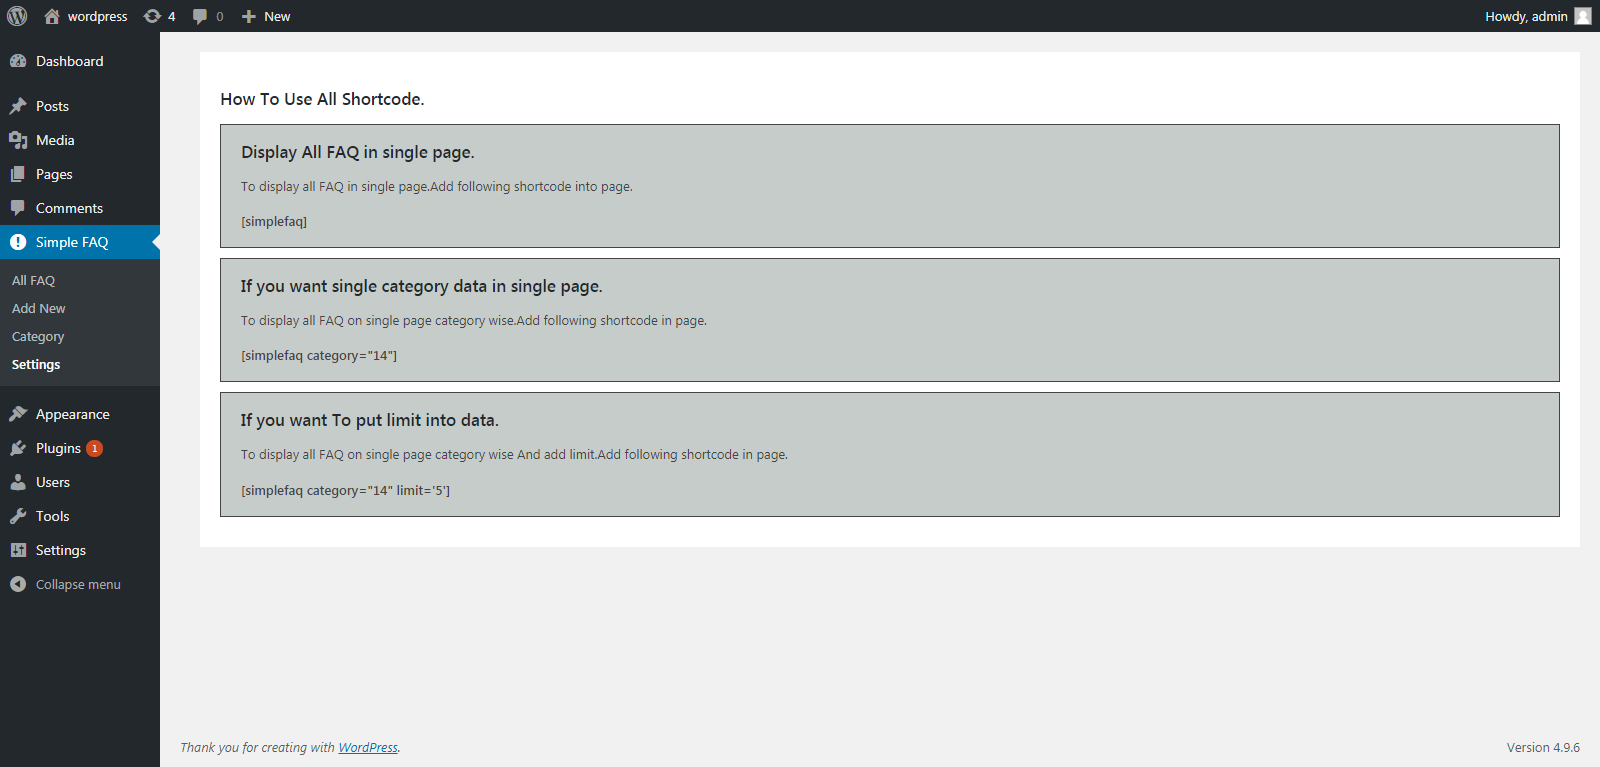 wordpress
4
0
New
Howdy, admin
Dashboard
Posts
Media
Pages
Comments
Simple FAQ
All FAQ
Add New
Category
Settings
Appearance
Plugins 1
Users
Tools
Settings
Collapse menu
How To Use All Shortcode.
Display All FAQ in single page.
To display all FAQ in single page.Add following shortcode into page.
[simplefaq]
If you want single category data in single page.
To display all FAQ on single page category wise.Add following shortcode in page.
[simplefaq category="14"]
If you want To put limit into data.
To display all FAQ on single page category wise And add limit.Add following shortcode in page.
[simplefaq category="14" limit='5']
Thank you for creating with WordPress.
Version 4.9.6